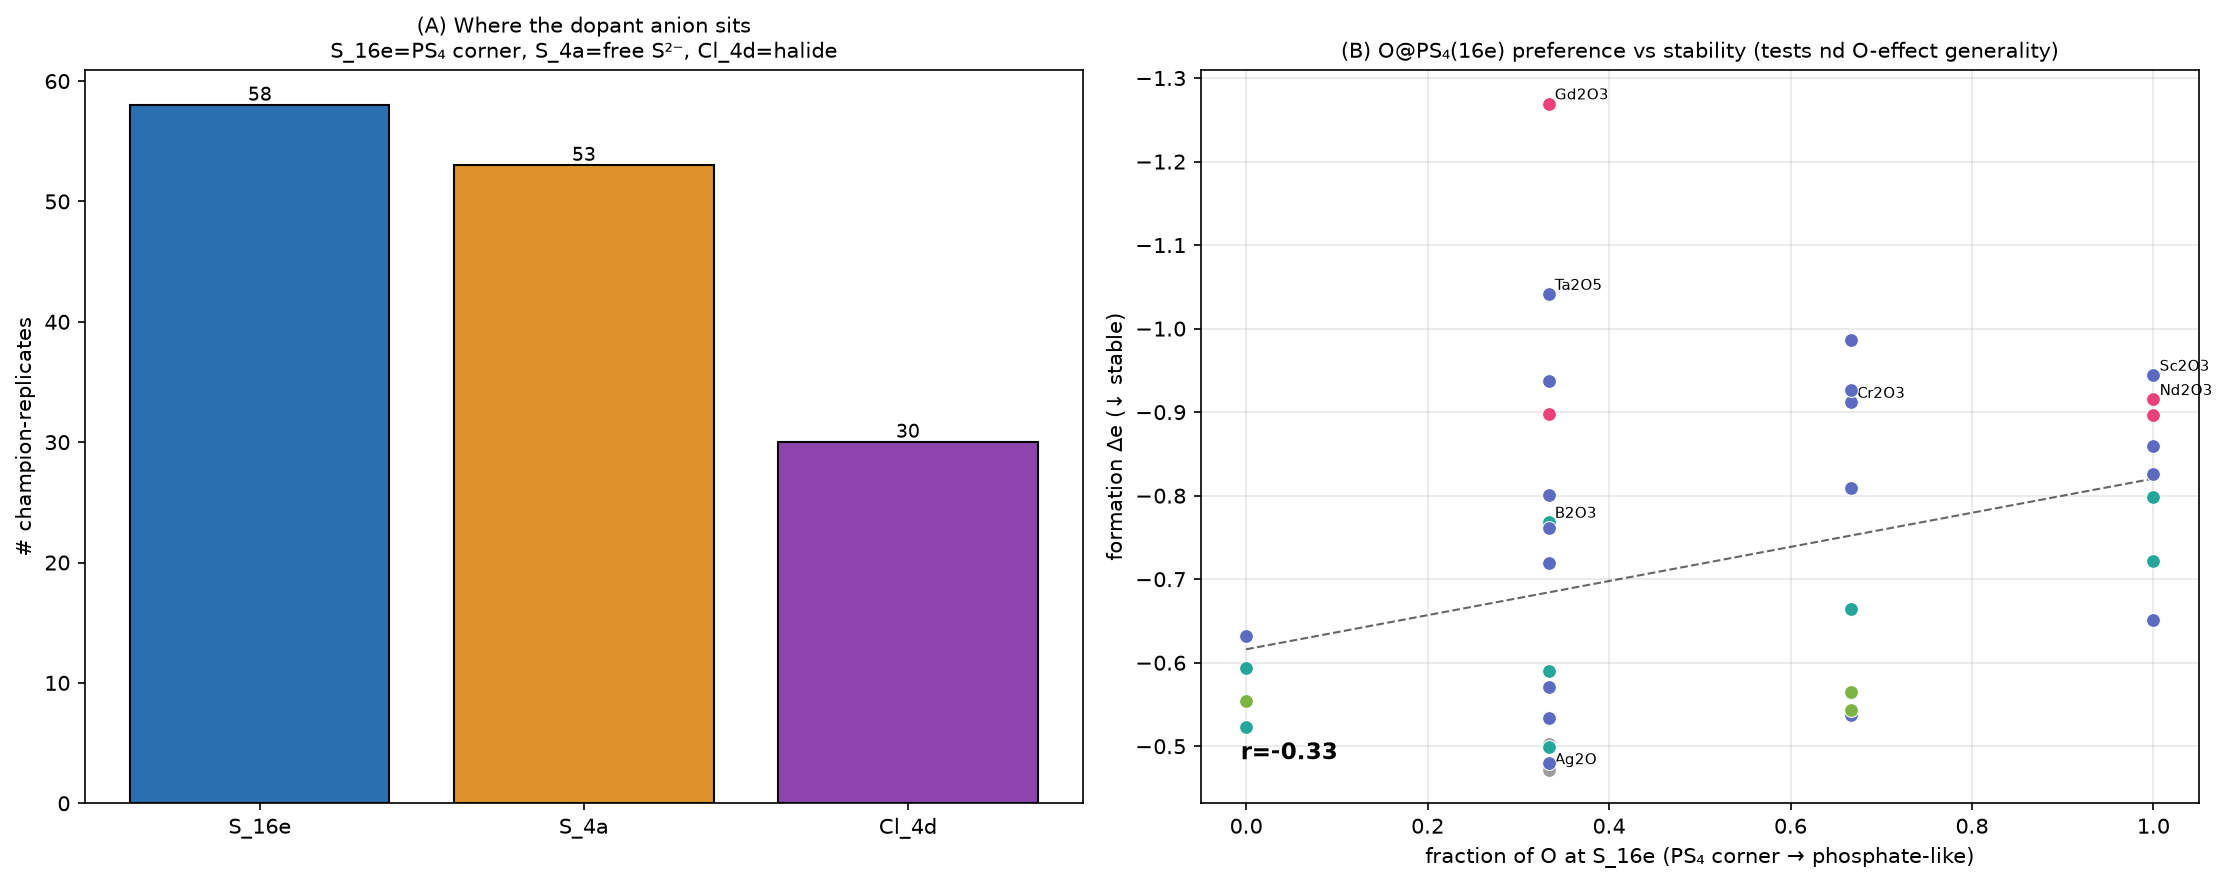 (A) Where the dopant anion sits
S_16e=PS₄ corner, S_4a=free S²⁻, Cl_4d=halide
# champion-replicates
60
50
40
30
20
10
0
58
53
30
S_16e
S_4a
Cl_4d
(B) O@PS₄(16e) preference vs stability (tests nd O-effect generality)
formation Δe (↓ stable)
−1.3
−1.2
−1.1
−1.0
−0.9
−0.8
−0.7
−0.6
−0.5
Gd2O3
Ta2O5
Sc2O3
Nd2O3
Cr2O3
B2O3
Ag2O
r=-0.33
0.0
0.2
0.4
0.6
0.8
1.0
fraction of O at S_16e (PS₄ corner → phosphate-like)